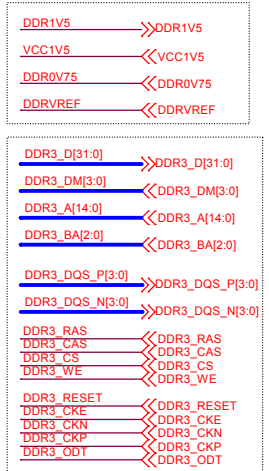 DDR1V5 DDR1V5
VCC1V5 VCC1V5
DDR0V75 DDR0V75
DDRVREF DDRVREF
DDR3_D[31:0] DDR3_D[31:0]
DDR3_DM[3:0] DDR3_DM[3:0]
DDR3_A[14:0] DDR3_A[14:0]
DDR3_BA[2:0] DDR3_BA[2:0]
DDR3_DQS_P[3:0] DDR3_DQS_P[3:0]
DDR3_DQS_N[3:0] DDR3_DQS_N[3:0]
DDR3_RAS DDR3_RAS
DDR3_CAS DDR3_CAS
DDR3_CS DDR3_CS
DDR3_WE DDR3_WE
DDR3_RESET DDR3_RESET
DDR3_CKE DDR3_CKE
DDR3_CKN DDR3_CKN
DDR3_CKP DDR3_CKP
DDR3_ODT DDR3_ODT